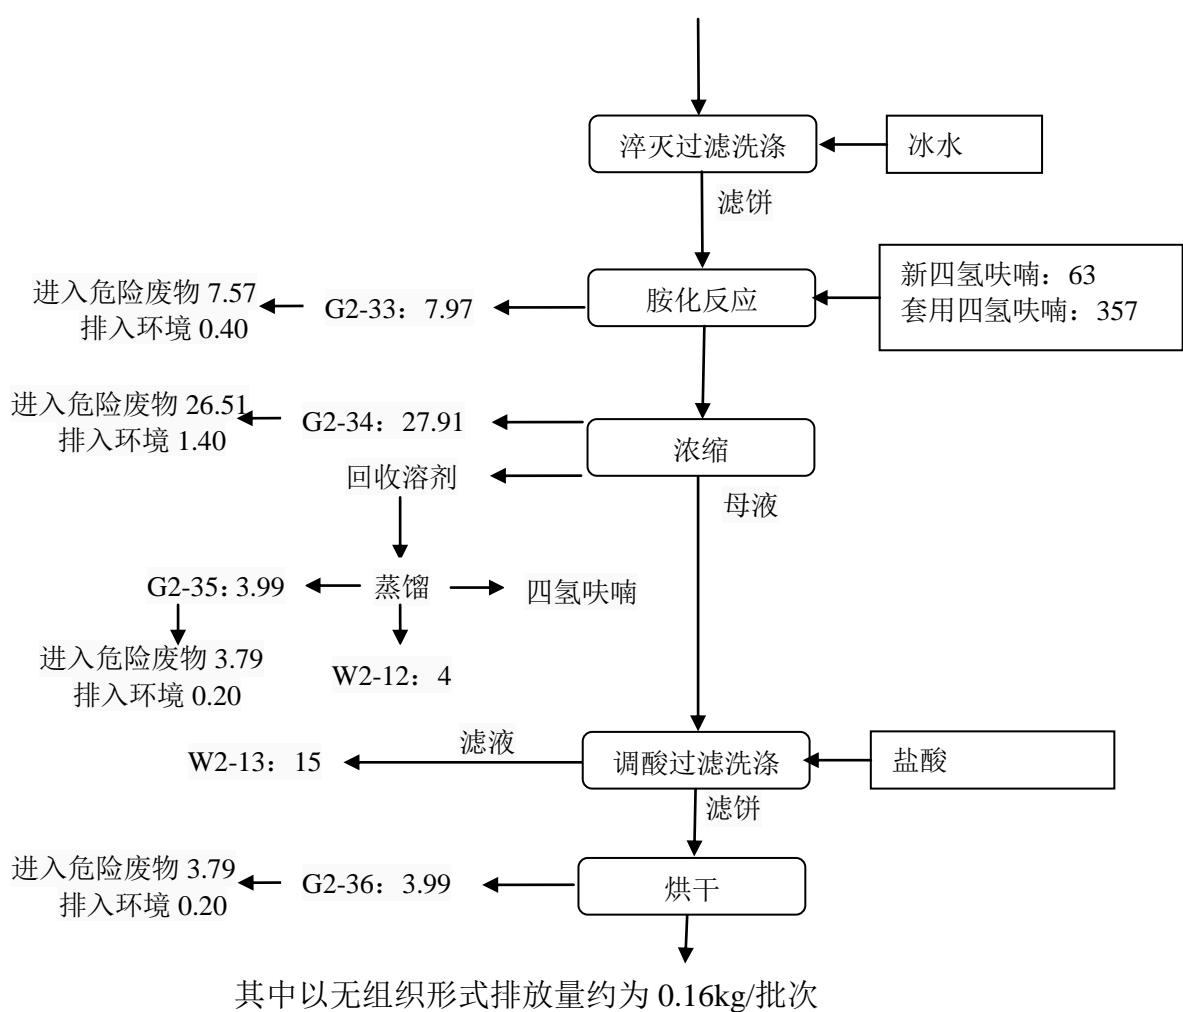 淬灭过滤洗涤
冰水
滤饼
新四氢呋喃：63
套用四氢呋喃：357
胺化反应
G2-33：7.97
进入危险废物 7.57
排入环境 0.40
进入危险废物 26.51
排入环境 1.40
G2-34：27.91
浓缩
回收溶剂
母液
G2-35：3.99
蒸馏
四氢呋喃
进入危险废物 3.79
排入环境 0.20
W2-12：4
W2-13：15
滤液
调酸过滤洗涤
盐酸
滤饼
进入危险废物 3.79
排入环境 0.20
G2-36：3.99
烘干
其中以无组织形式排放量约为 0.16kg/批次